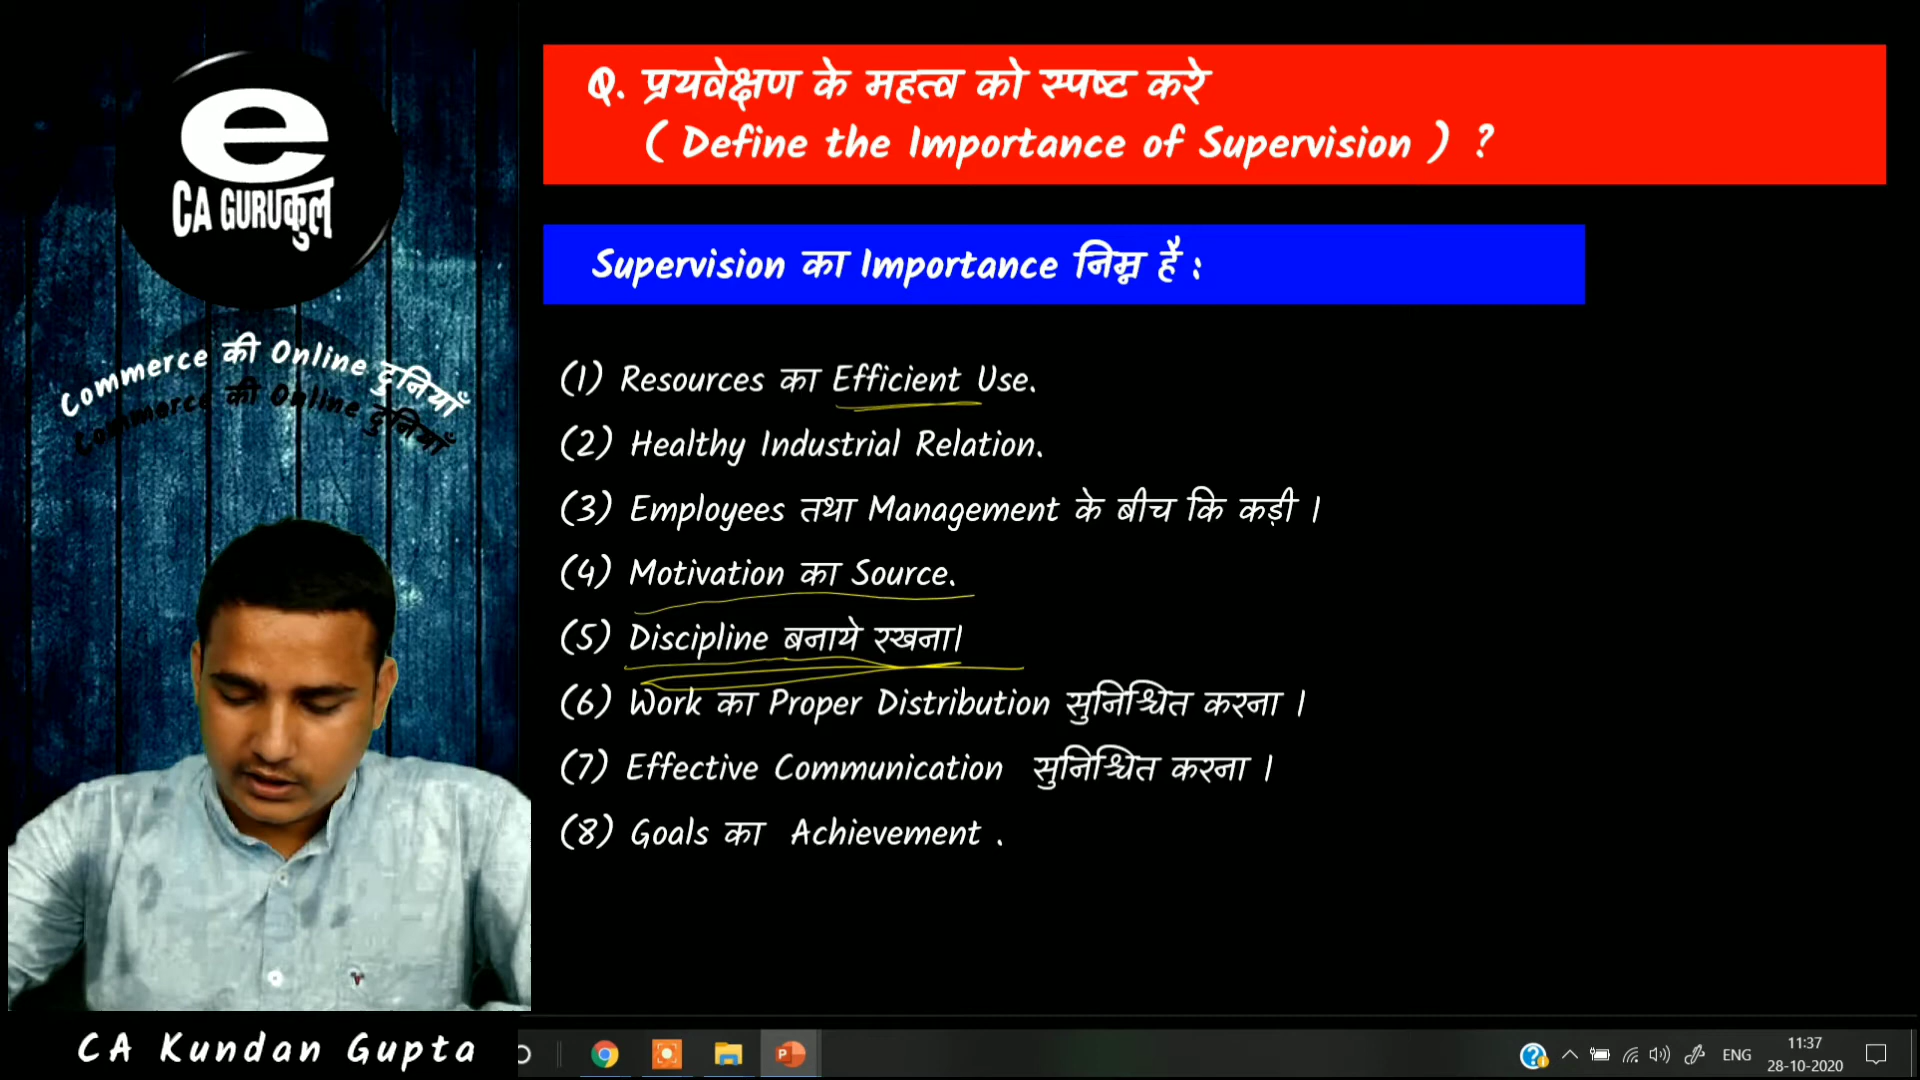 e
CA GURUकुल
Commerce की Online दुनियाँ
Q. प्रयवेक्षण के महत्व को स्पष्ट करे
( Define the Importance of Supervision ) ?
Supervision का Importance निम्न है :
(1) Resources का Efficient Use.
(2) Healthy Industrial Relation.
(3) Employees तथा Management के बीच कि कड़ी ।
(4) Motivation का Source.
(5) Discipline बनाये रखना।
(6) Work का Proper Distribution सुनिश्चित करना ।
(7) Effective Communication सुनिश्चित करना ।
(8) Goals का Achievement .
CA Kundan Gupta
ENG
11:37
28-10-2020